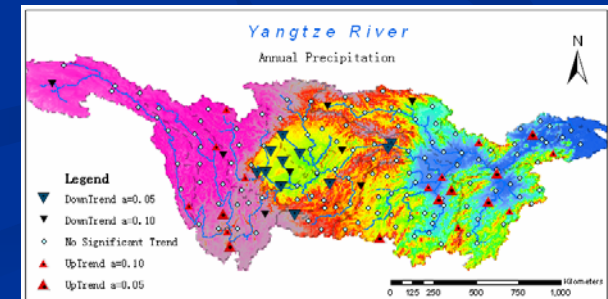 Yangtze River
Annual Precipitation
N
Legend
DownTrend a=0.05
DownTrend a=0.10
No Significant Trend
UpTrend a=0.10
UpTrend a=0.05
Kilometers
0 125 250 500 750 1,000